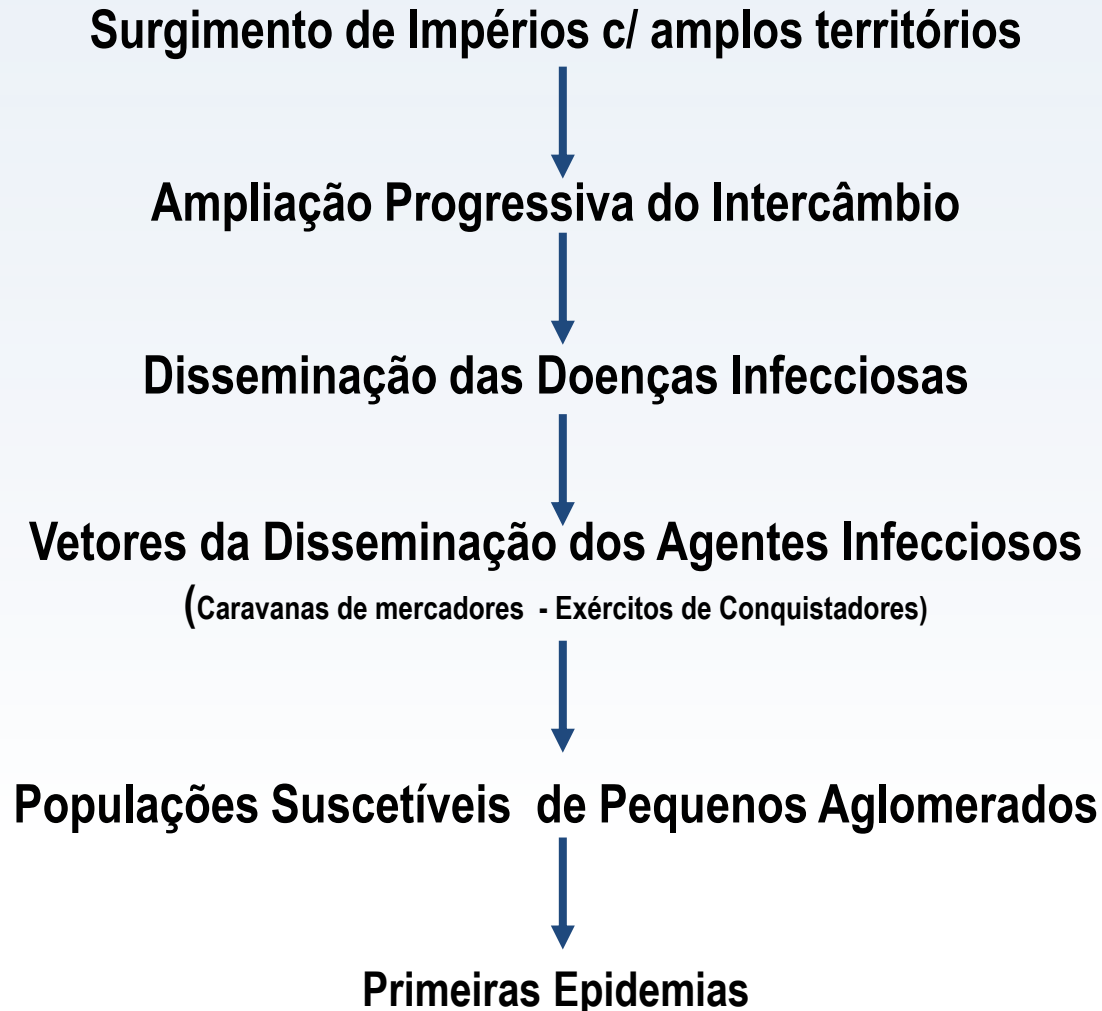 Surgimento de Impérios c/ amplos territórios
Ampliação Progressiva do Intercâmbio
Disseminação das Doenças Infecciosas
Vetores da Disseminação dos Agentes Infecciosos
(Caravanas de mercadores - Exércitos de Conquistadores)
Populações Suscetíveis de Pequenos Aglomerados
Primeiras Epidemias